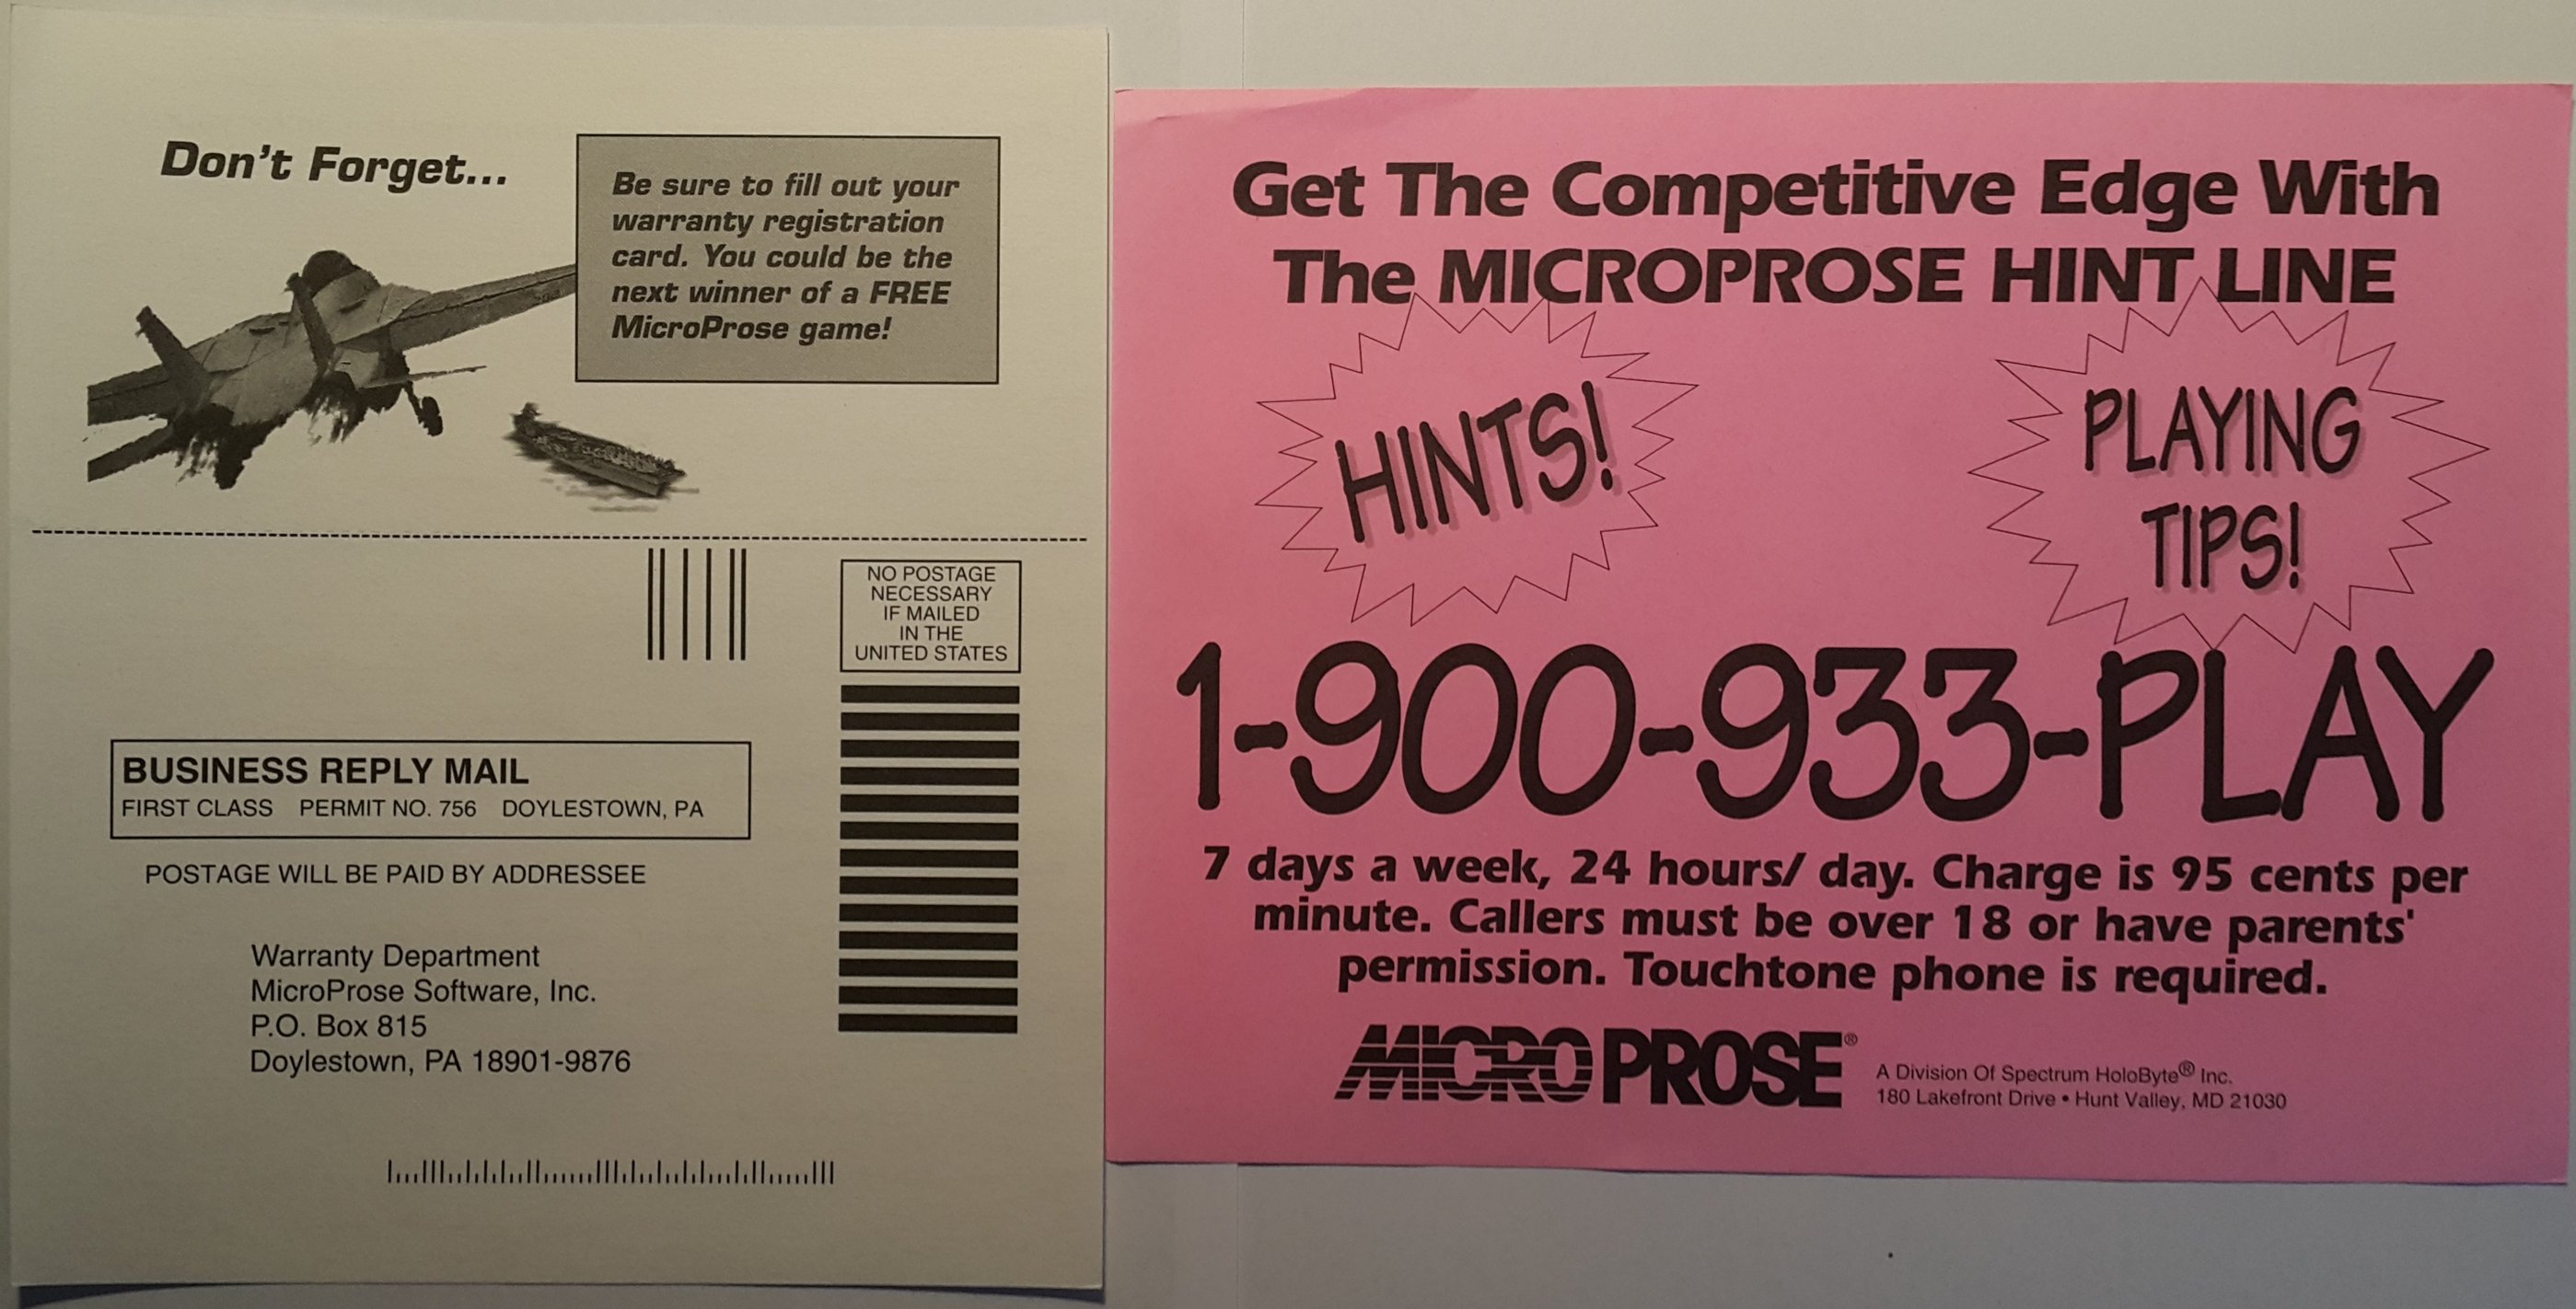 Don't Forget...
Be sure to fill out your
warranty registration
card. You could be the
next winner of a FREE
MicroProse game!
NO POSTAGE
NECESSARY
IF MAILED
IN THE
UNITED STATES
BUSINESS REPLY MAIL
FIRST CLASS PERMIT NO. 756 DOYLESTOWN, PA
POSTAGE WILL BE PAID BY ADDRESSEE
Warranty Department
MicroProse Software, Inc.
P.O. Box 815
Doylestown, PA 18901-9876
Get The Competitive Edge With
The MICROPROSE HINT LINE
HINTS!
PLAYING
TIPS!
1-900-933-PLAY
7 days a week, 24 hours/ day. Charge is 95 cents per
minute. Callers must be over 18 or have parents'
permission. Touchtone phone is required.
MICROPROSE®
A Division Of Spectrum HoloByte® Inc.
180 Lakefront Drive • Hunt Valley, MD 21030